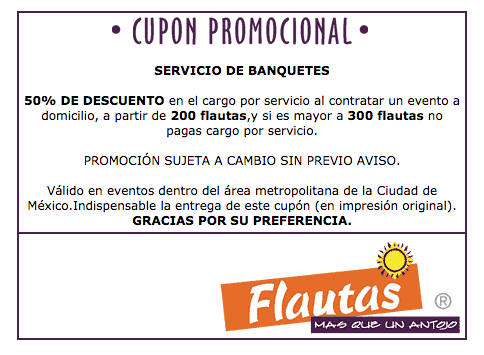 • CUPON PROMOCIONAL •
SERVICIO DE BANQUETES
50% DE DESCUENTO en el cargo por servicio al contratar un evento a
domicilio, a partir de 200 flautas,y si es mayor a 300 flautas no
pagas cargo por servicio.
PROMOCIÓN SUJETA A CAMBIO SIN PREVIO AVISO.
Válido en eventos dentro del área metropolitana de la Ciudad de
México.Indispensable la entrega de este cupón (en impresión original).
GRACIAS POR SU PREFERENCIA.
Flautas ®
MAS QUE UN ANTOJO